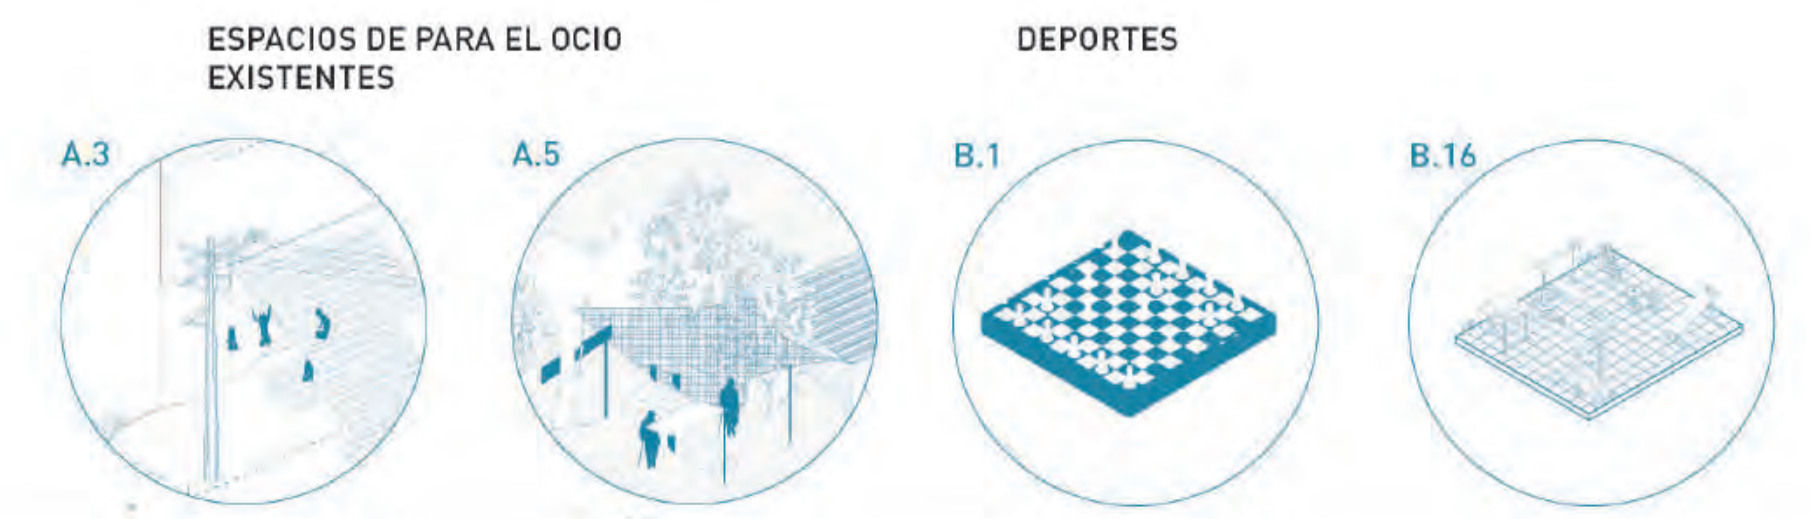 ESPACIOS DE PARA EL OCIO
EXISTENTES
DEPORTES
A.3
A.5
B.1
B.16